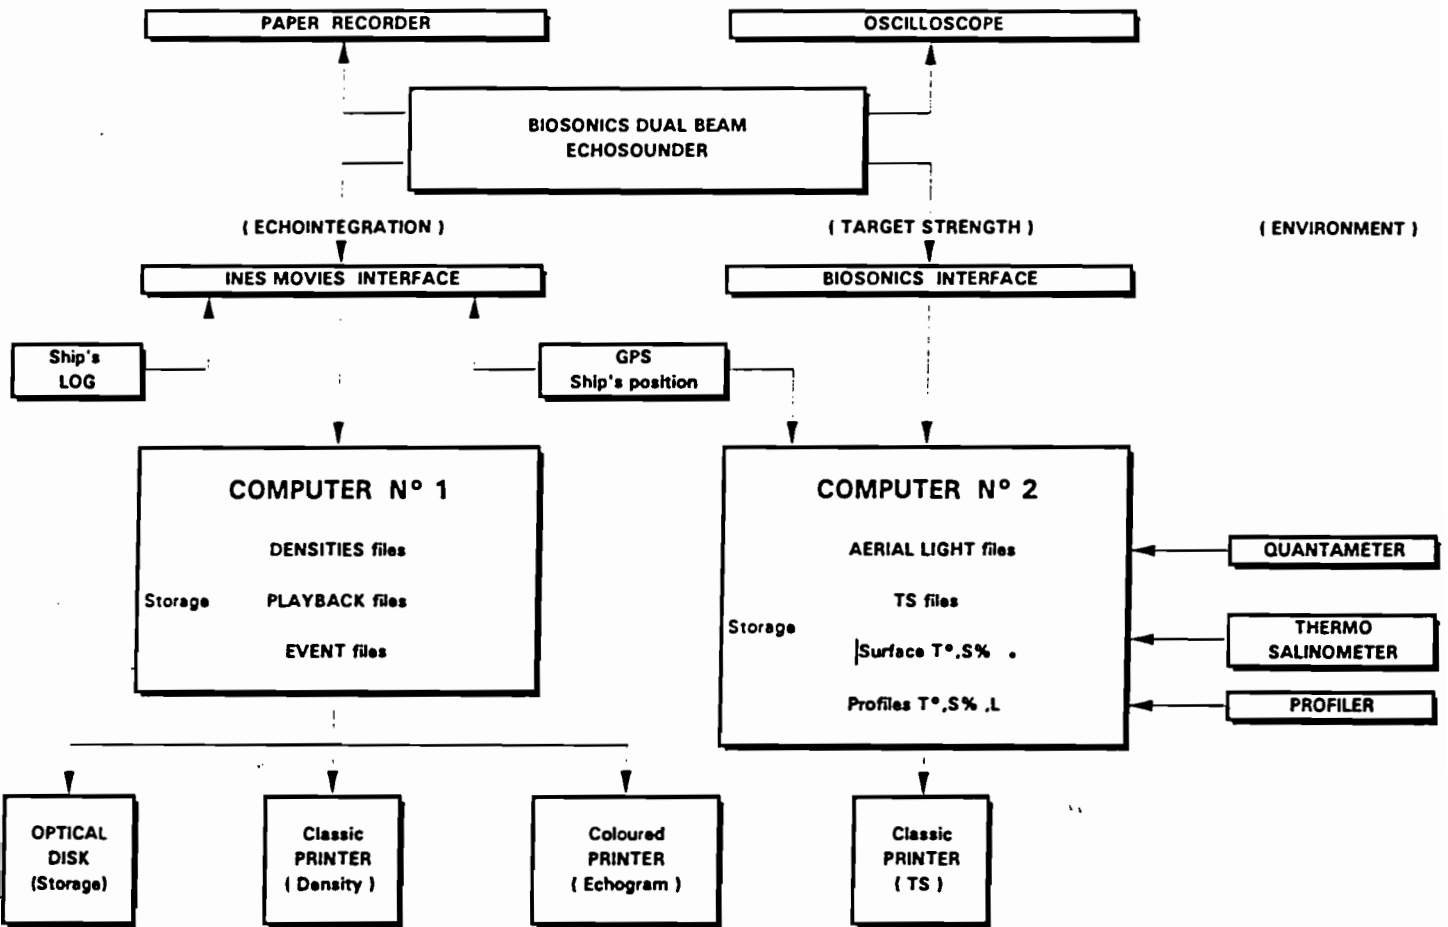 PAPER RECORDER
OSCILLOSCOPE
BIOSONICS DUAL BEAM
ECHOSOUNDER
( ECHOINTEGRATION )
( TARGET STRENGTH )
( ENVIRONMENT )
INES MOVIES INTERFACE
BIOSONICS INTERFACE
Ship's
LOG
GPS
Ship's position
COMPUTER N° 1
DENSITIES files
Storage PLAYBACK files
EVENT files
COMPUTER N° 2
AERIAL LIGHT files
TS files
Storage
Surface T°,S% .
Profiles T°,S% ,L
QUANTAMETER
THERMO
SALINOMETER
PROFILER
OPTICAL
DISK
(Storage)
Classic
PRINTER
( Density )
Coloured
PRINTER
( Echogram )
Classic
PRINTER
( TS )